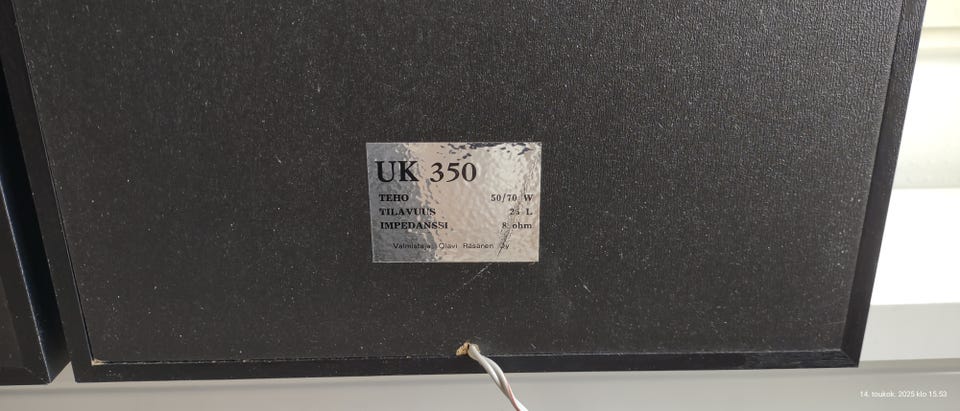 UK 350
TEHO 50/70 W
TILAVUUS 25 L
IMPEDANSSI 8 ohm
Valmistaja: Olavi Räsänen Oy
14. toukok. 2025 klo 15.53